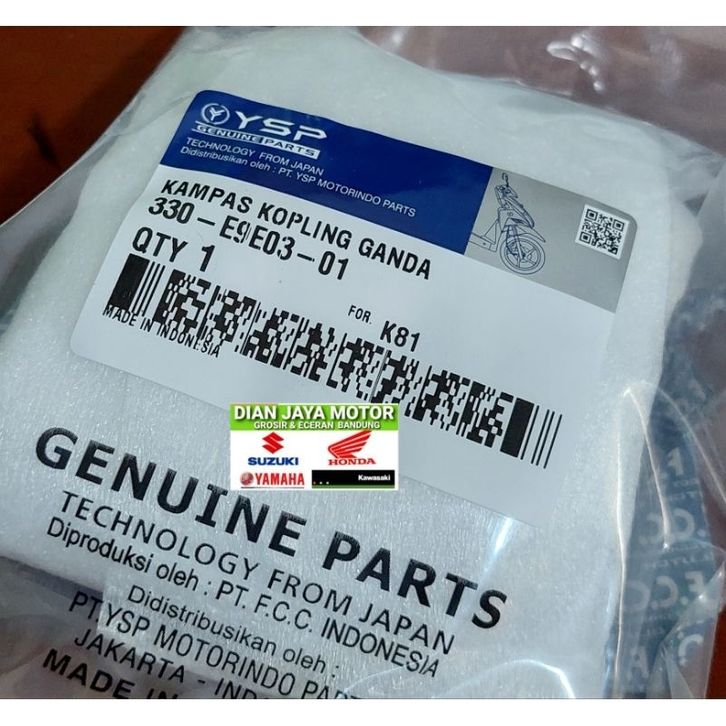 YSP
GENUINE PARTS
TECHNOLOGY FROM JAPAN
Didistribusikan oleh : PT. YSP MOTORINDO PARTS
KAMPAS KOPLING GANDA
330-E9E03-01
QTY 1
FOR. K81
MADE IN INDONESIA
DIAN JAYA MOTOR
GROSIR & ECERAN BANDUNG
SUZUKI
HONDA
YAMAHA
... Kawasaki
GENUINE PARTS
TECHNOLOGY FROM JAPAN
Diproduksi oleh : PT. F.C.C. INDONESIA
Didistribusikan oleh :
PT.YSP MOTORINDO PART
JAKARTA - INDO
MADE IN